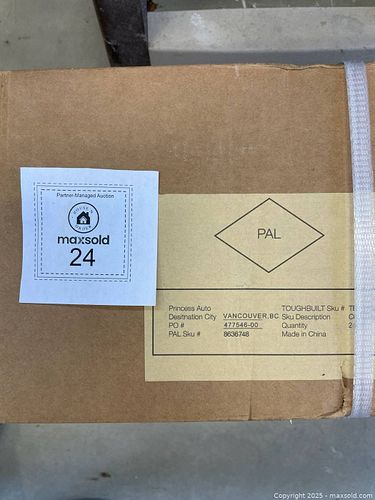 Partner-Managed Auction
maxsold
24
PAL
Princess Auto
Desitnation City VANCOUVER,BC
PO # 477546-00
PAL Sku # 8636748
TOUGHBUILT Sku #
Sku Description
Quantity
Made in China
Copyright 2025 - maxsold.com